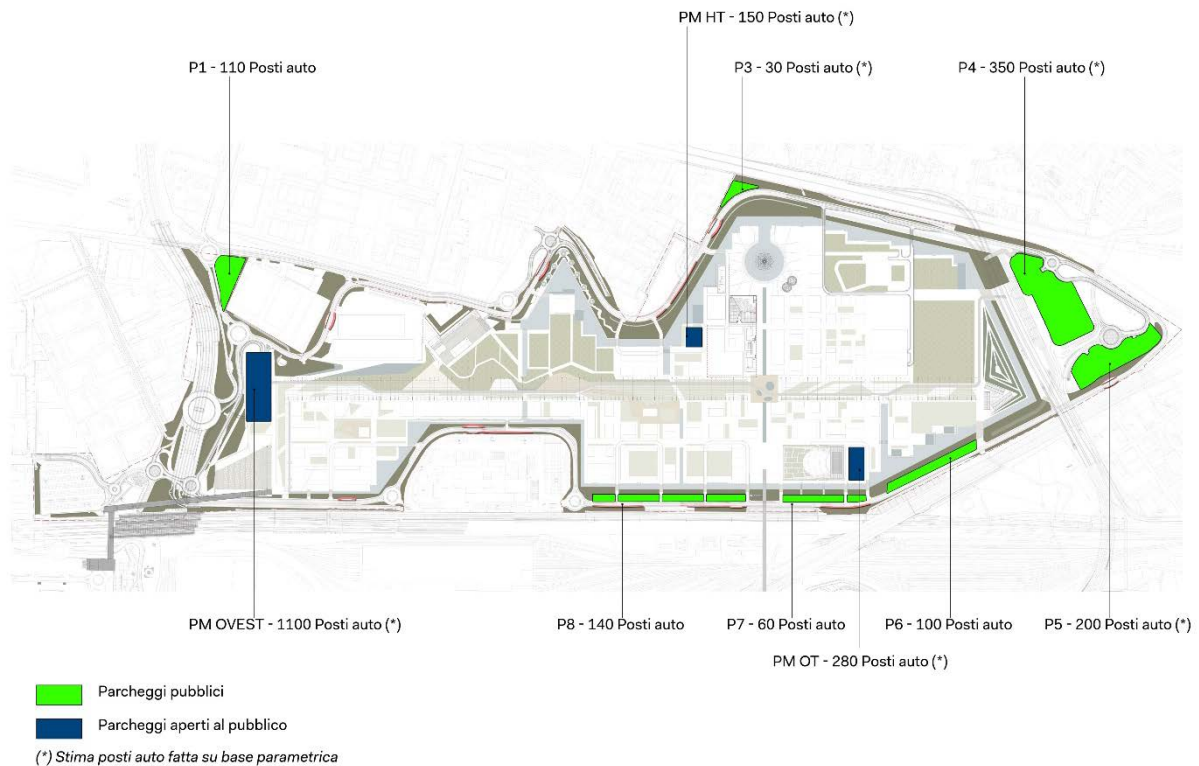 PM HT - 150 Posti auto (*)
P1 - 110 Posti auto
P3 - 30 Posti auto (*)
P4 - 350 Posti auto (*)
PM OVEST - 1100 Posti auto (*)
P8 - 140 Posti auto
P7 - 60 Posti auto
P6 - 100 Posti auto
P5 - 200 Posti auto (*)
PM OT - 280 Posti auto (*)
Parcheggi pubblici
Parcheggi aperti al pubblico
(*) Stima posti auto fatta su base parametrica